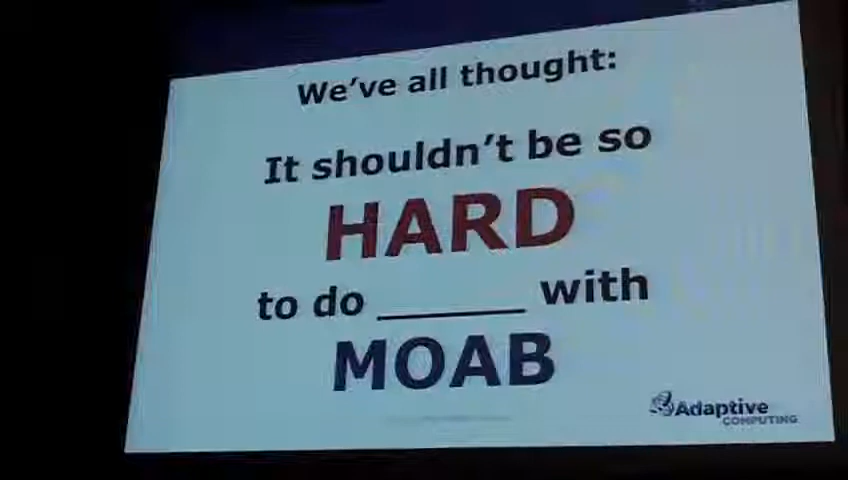 We've all thought:
It shouldn't be so
HARD
to do ______ with
MOAB
Adaptive
COMPUTING